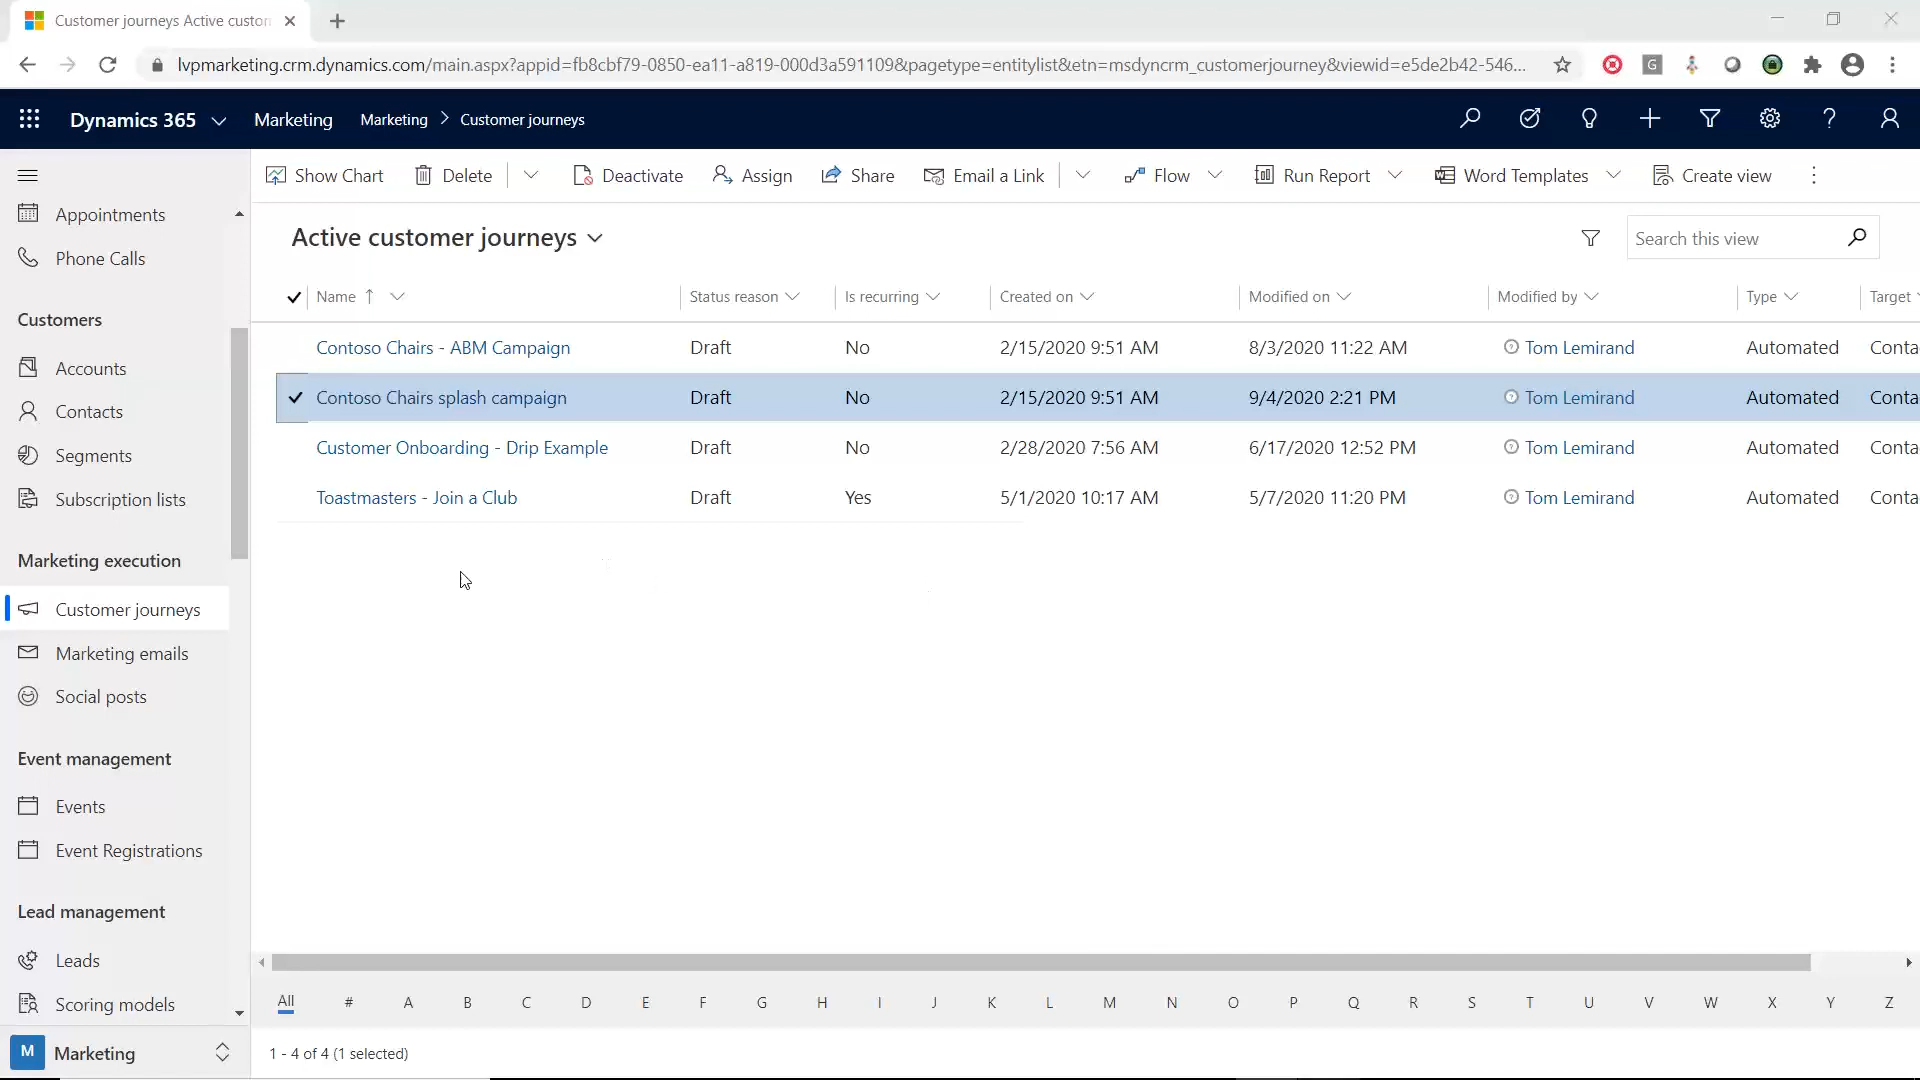 Customer journeys Active custom
lvpmarketing.crm.dynamics.com/main.aspx?appid=fb8cbf79-0850-ea11-a819-000d3a591109&pagetype=entitylist&etn=msdyncrm_customerjourney&viewid=e5de2b42-546...
G
Dynamics 365 Marketing Marketing > Customer journeys
Show Chart Delete Deactivate Assign Share Email a Link Flow Run Report Word Templates Create view
Appointments
Phone Calls
Customers
Accounts
Contacts
Segments
Subscription lists
Marketing execution
Customer journeys
Marketing emails
Social posts
Event management
Events
Event Registrations
Lead management
Leads
Scoring models
M Marketing
Active customer journeys
Search this view
Name ↑ Status reason Is recurring Created on Modified on Modified by Type Target
Contoso Chairs - ABM Campaign Draft No 2/15/2020 9:51 AM 8/3/2020 11:22 AM Tom Lemirand Automated Conta
Contoso Chairs splash campaign Draft No 2/15/2020 9:51 AM 9/4/2020 2:21 PM Tom Lemirand Automated Conta
Customer Onboarding - Drip Example Draft No 2/28/2020 7:56 AM 6/17/2020 12:52 PM Tom Lemirand Automated Conta
Toastmasters - Join a Club Draft Yes 5/1/2020 10:17 AM 5/7/2020 11:20 PM Tom Lemirand Automated Conta
All # A B C D E F G H I J K L M N O P Q R S T U V W X Y Z
1 - 4 of 4 (1 selected)